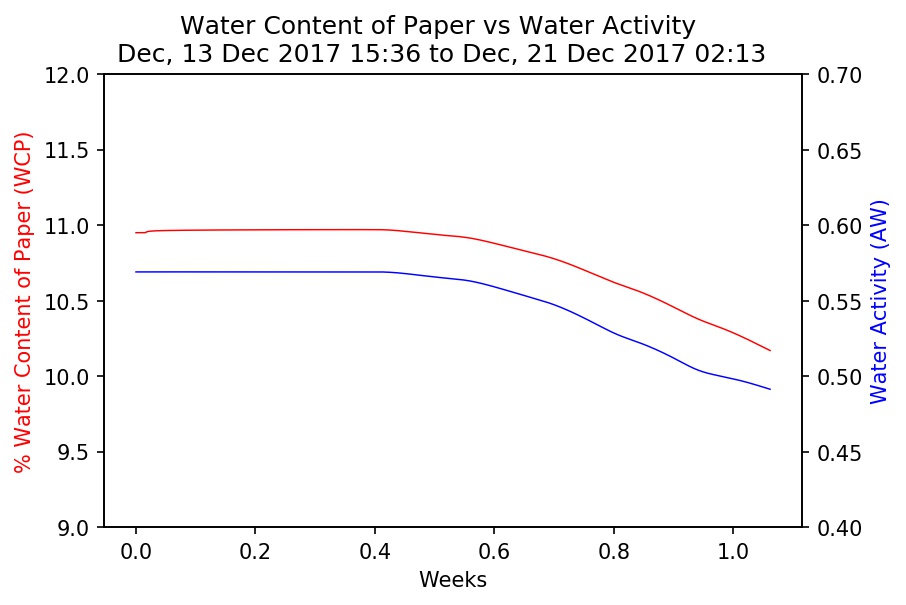 Water Content of Paper vs Water Activity
Dec, 13 Dec 2017 15:36 to Dec, 21 Dec 2017 02:13
% Water Content of Paper (WCP)
12.0
11.5
11.0
10.5
10.0
9.5
9.0
0.70
0.65
0.60
0.55
0.50
0.45
0.40
Water Activity (AW)
0.0 0.2 0.4 0.6 0.8 1.0
Weeks